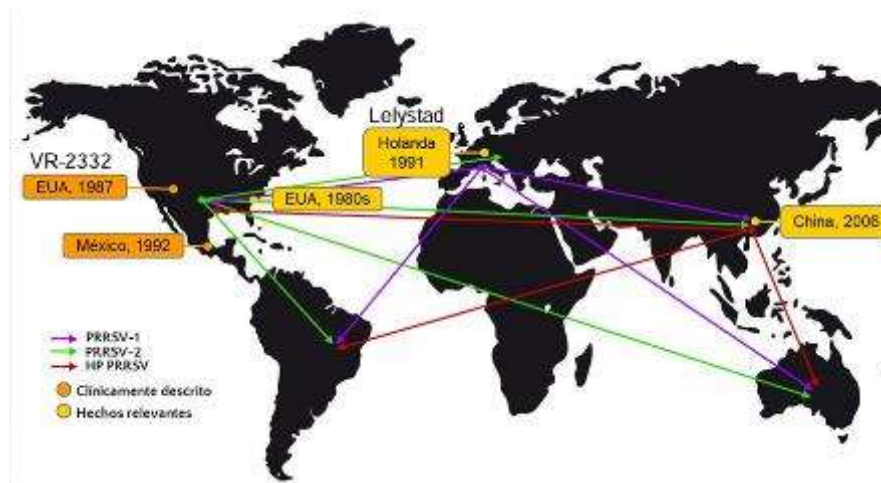 Lelystad
Holanda
1991
VR-2332
EUA, 1987
EUA, 1980s
México, 1992
China, 2006
PRRSV-1
PRRSV-2
HP PRRSV
Clínicamente descrito
Hechos relevantes